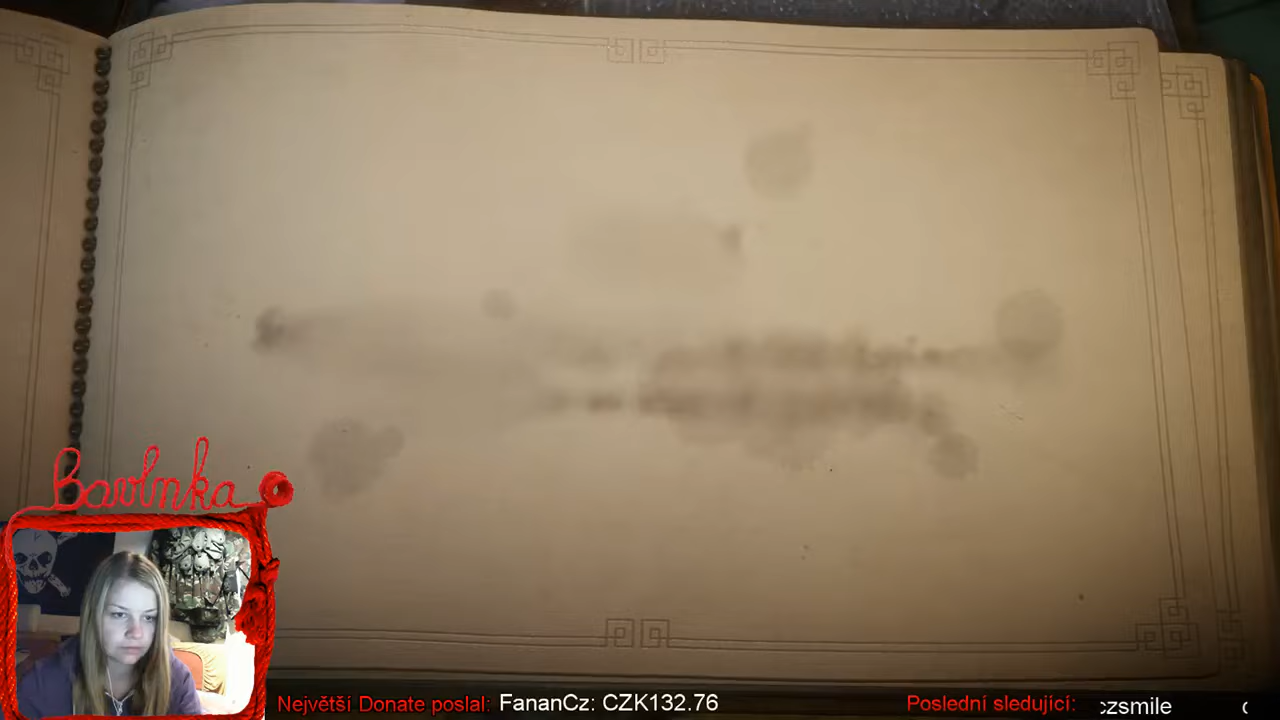 Bavlnka
Největší Donate poslal: FananCz: CZK132.76
Poslední sledující: czsmile